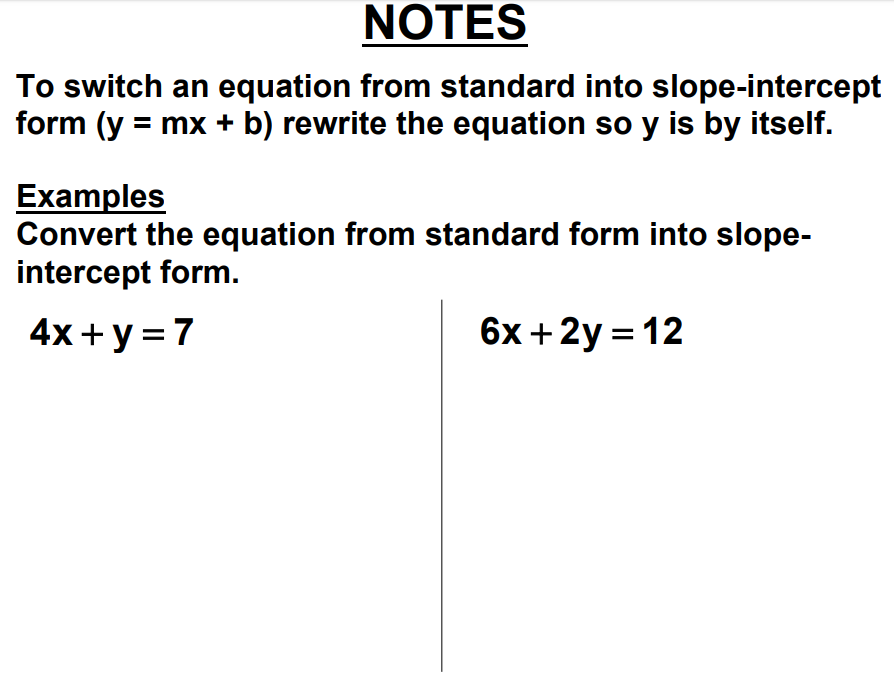 NOTES
To switch an equation from standard into slope-intercept
form (y = mx + b) rewrite the equation so y is by itself.
Examples
Convert the equation from standard form into slope-
intercept form.
4x + y = 7
6x + 2y = 12